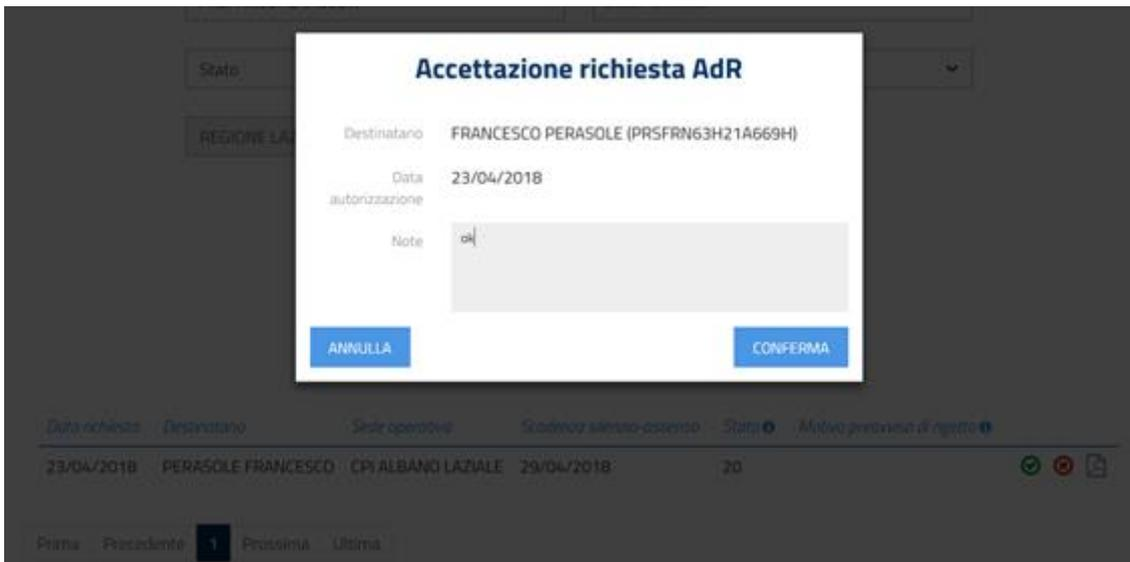 Accettazione richiesta AdR
Stato
Destinatario FRANCESCO PERASOLE (PRSFRN63H21A669H)
REGIONE
Data autorizzazione 23/04/2018
Note ok
ANNULLA CONFERMA
Data richiesta Destinatario Sede operativa Scadenza silenzio-assenso Stato Motivo preavviso di rigetto
23/04/2018 PERASOLE FRANCESCO CPI ALBANO LAZIALE 29/04/2018 20
Prima Precedente 1 Prossima Ultima